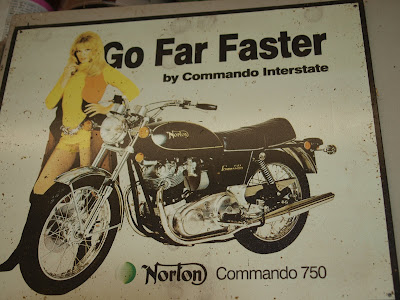 Go Far Faster
by Commando Interstate
Norton
Norton Commando 750